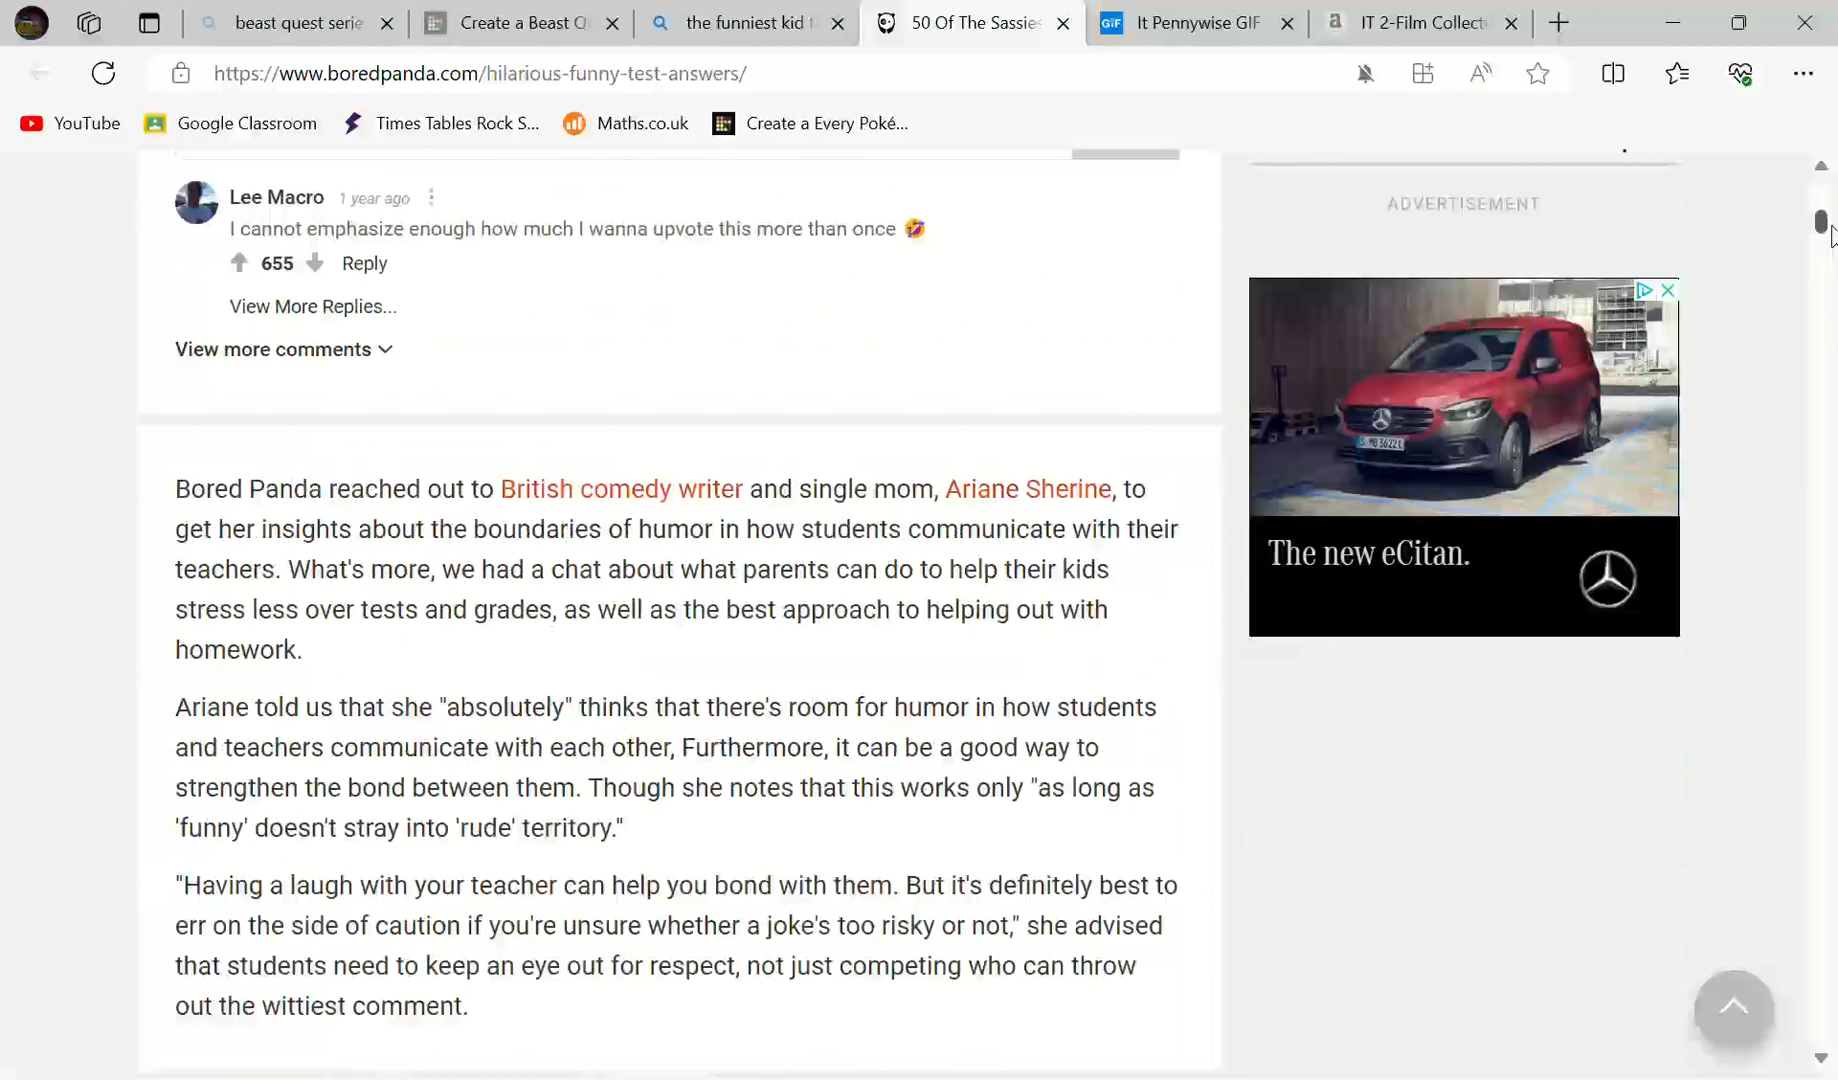 beast quest serie
Create a Beast Q
the funniest kid t
50 Of The Sassies
GIF
It Pennywise GIF
a
IT 2-Film Collect
https://www.boredpanda.com/hilarious-funny-test-answers/
YouTube
Google Classroom
Times Tables Rock S...
Maths.co.uk
Create a Every Poké...
Lee Macro 1 year ago
I cannot emphasize enough how much I wanna upvote this more than once 🤣
655 Reply
View More Replies...
View more comments
Bored Panda reached out to British comedy writer and single mom, Ariane Sherine, to
get her insights about the boundaries of humor in how students communicate with their
teachers. What's more, we had a chat about what parents can do to help their kids
stress less over tests and grades, as well as the best approach to helping out with
homework.
Ariane told us that she "absolutely" thinks that there's room for humor in how students
and teachers communicate with each other, Furthermore, it can be a good way to
strengthen the bond between them. Though she notes that this works only "as long as
'funny' doesn't stray into 'rude' territory."
"Having a laugh with your teacher can help you bond with them. But it's definitely best to
err on the side of caution if you're unsure whether a joke's too risky or not," she advised
that students need to keep an eye out for respect, not just competing who can throw
out the wittiest comment.
ADVERTISEMENT
The new eCitan.